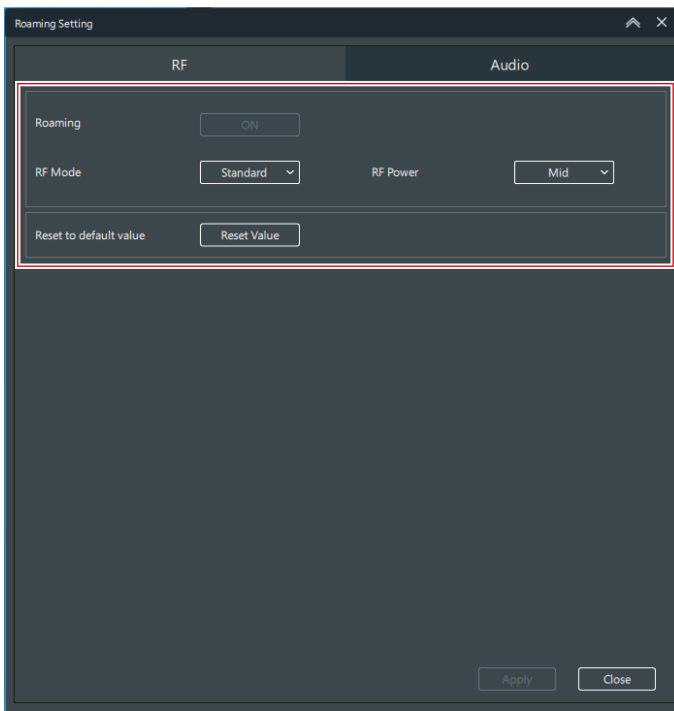 Roaming Setting
RF Audio
Roaming ON
RF Mode Standard RF Power Mid
Reset to default value Reset Value
Apply Close